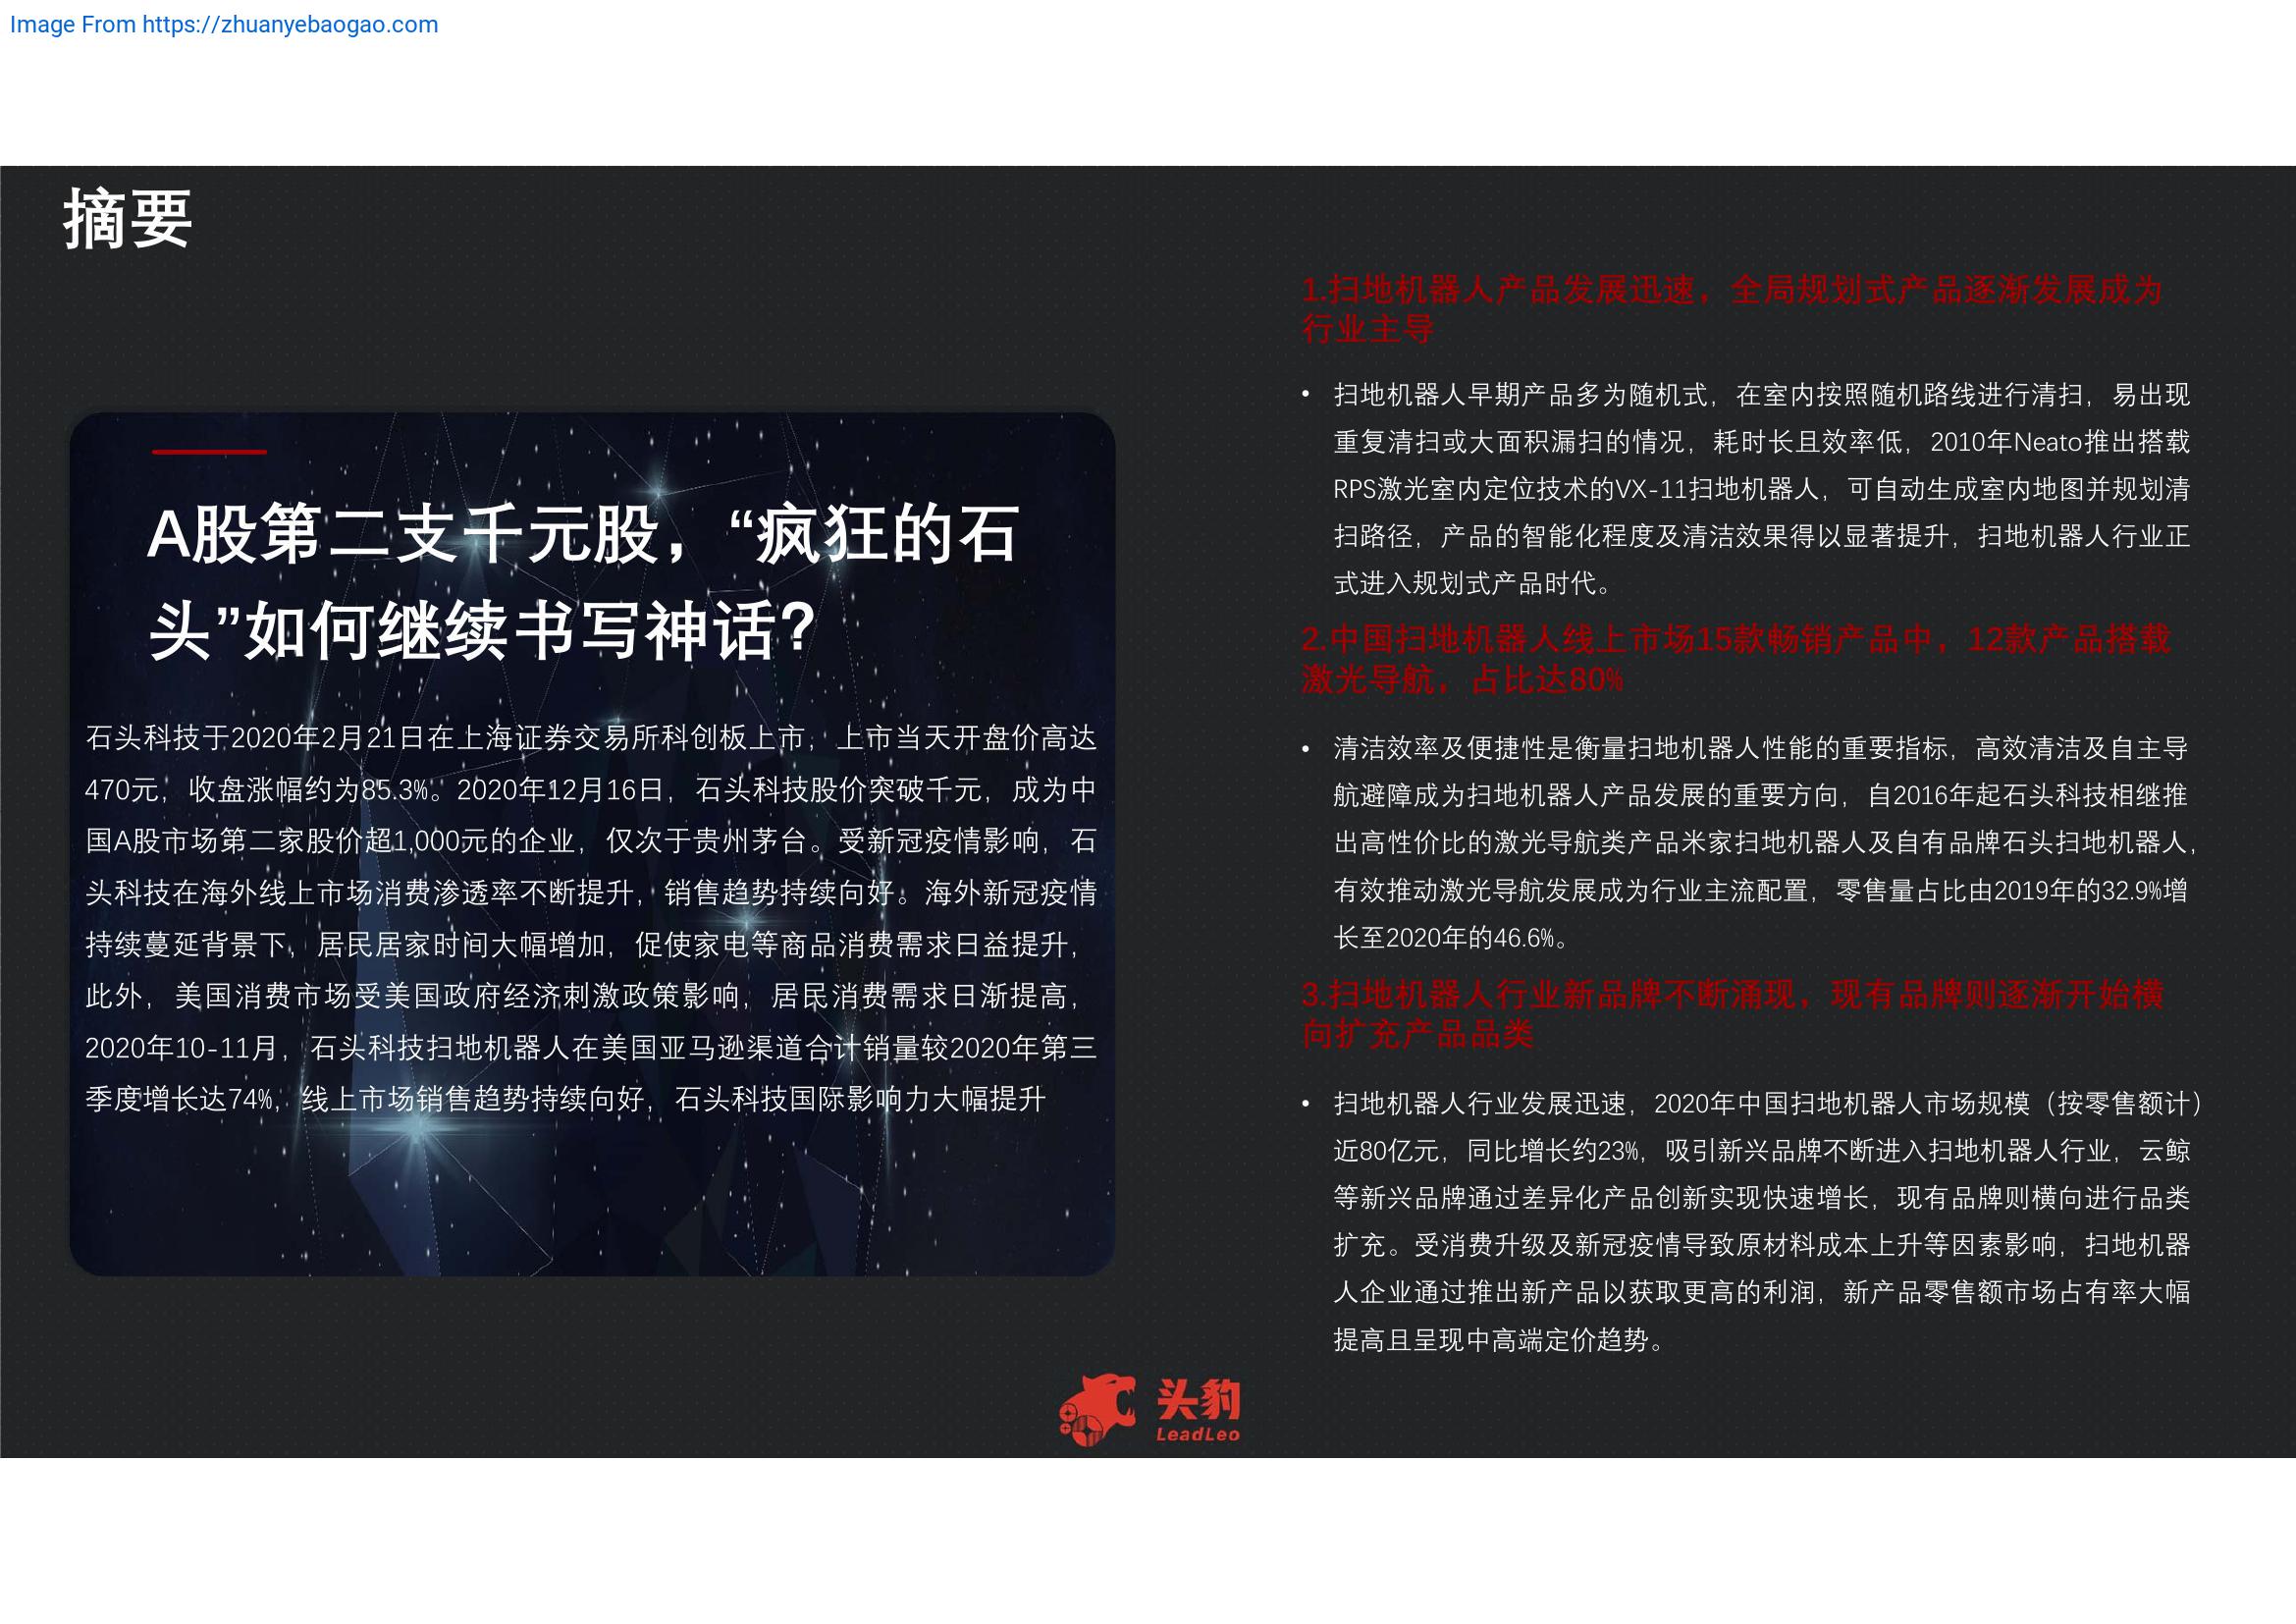 Image From https://zhuanyebaogao.com
摘要
A股第二支千元股，“疯狂的石
头”如何继续书写神话？
石头科技于2020年2月21日在上海证券交易所科创板上市，上市当天开盘价高达
470元，收盘涨幅约为85.3%。2020年12月16日，石头科技股价突破千元，成为中
国A股市场第二家股价超1,000元的企业，仅次于贵州茅台。受新冠疫情影响，石
头科技在海外线上市场消费渗透率不断提升，销售趋势持续向好。海外新冠疫情
持续蔓延背景下，居民居家时间大幅增加，促使家电等商品消费需求日益提升，
此外，美国消费市场受美国政府经济刺激政策影响，居民消费需求日渐提高，
2020年10-11月，石头科技扫地机器人在美国亚马逊渠道合计销量较2020年第三
季度增长达74%，线上市场销售趋势持续向好，石头科技国际影响力大幅提升
1.扫地机器人产品发展迅速，全局规划式产品逐渐发展成为
行业主导
• 扫地机器人早期产品多为随机式，在室内按照随机路线进行清扫，易出现
重复清扫或大面积漏扫的情况，耗时长且效率低，2010年Neato推出搭载
RPS激光室内定位技术的VX-11扫地机器人，可自动生成室内地图并规划清
扫路径，产品的智能化程度及清洁效果得以显著提升，扫地机器人行业正
式进入规划式产品时代。
2.中国扫地机器人线上市场15款畅销产品中，12款产品搭载
激光导航，占比达80%
• 清洁效率及便捷性是衡量扫地机器人性能的重要指标，高效清洁及自主导
航避障成为扫地机器人产品发展的重要方向，自2016年起石头科技相继推
出高性价比的激光导航类产品米家扫地机器人及自有品牌石头扫地机器人，
有效推动激光导航发展成为行业主流配置，零售量占比由2019年的32.9%增
长至2020年的46.6%。
3.扫地机器人行业新品牌不断涌现，现有品牌则逐渐开始横
向扩充产品品类
• 扫地机器人行业发展迅速，2020年中国扫地机器人市场规模（按零售额计）
近80亿元，同比增长约23%，吸引新兴品牌不断进入扫地机器人行业，云鲸
等新兴品牌通过差异化产品创新实现快速增长，现有品牌则横向进行品类
扩充。受消费升级及新冠疫情导致原材料成本上升等因素影响，扫地机器
人企业通过推出新产品以获取更高的利润，新产品零售额市场占有率大幅
提高且呈现中高端定价趋势。
头豹
LeadLeo